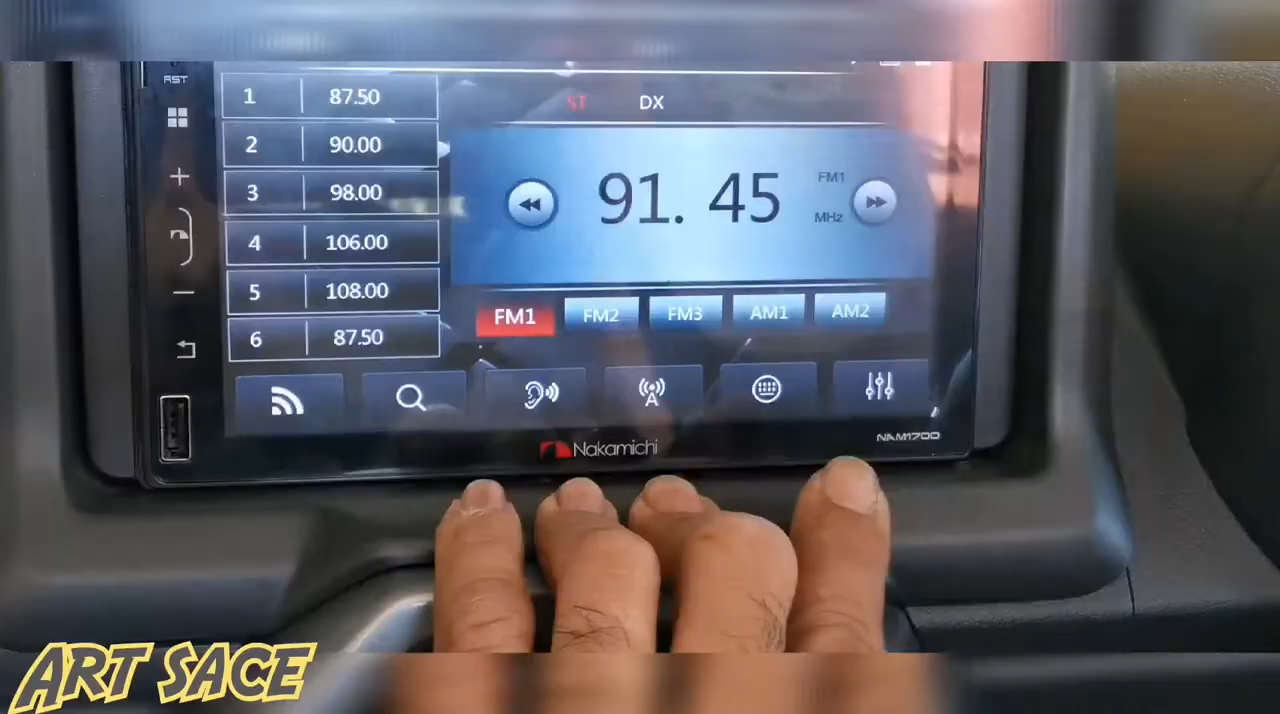 RST
1 87.50
2 90.00
3 98.00
4 106.00
5 108.00
6 87.50
ST DX
91. 45
FM1
MHz
FM1 FM2 FM3 AM1 AM2
Nakamichi
NAM1700
ART SACE